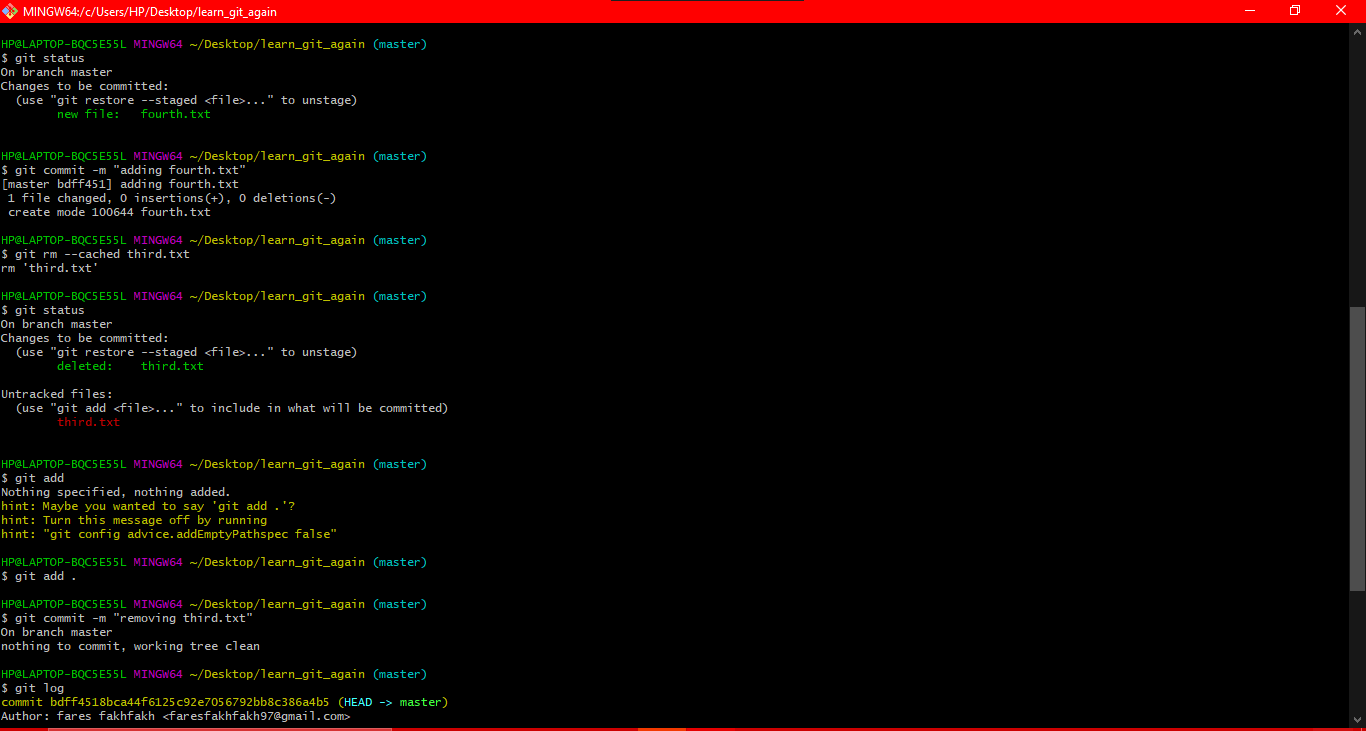 MINGW64:/c/Users/HP/Desktop/learn_git_again
HP@LAPTOP-BQC5E55L MINGW64 ~/Desktop/learn_git_again (master)
$ git status
On branch master
Changes to be committed:
  (use "git restore --staged <file>..." to unstage)
        new file:   fourth.txt
HP@LAPTOP-BQC5E55L MINGW64 ~/Desktop/learn_git_again (master)
$ git commit -m "adding fourth.txt"
[master bdff451] adding fourth.txt
 1 file changed, 0 insertions(+), 0 deletions(-)
 create mode 100644 fourth.txt
HP@LAPTOP-BQC5E55L MINGW64 ~/Desktop/learn_git_again (master)
$ git rm --cached third.txt
rm 'third.txt'
HP@LAPTOP-BQC5E55L MINGW64 ~/Desktop/learn_git_again (master)
$ git status
On branch master
Changes to be committed:
  (use "git restore --staged <file>..." to unstage)
        deleted:    third.txt
Untracked files:
  (use "git add <file>..." to include in what will be committed)
        third.txt
HP@LAPTOP-BQC5E55L MINGW64 ~/Desktop/learn_git_again (master)
$ git add
Nothing specified, nothing added.
hint: Maybe you wanted to say 'git add .'?
hint: Turn this message off by running
hint: "git config advice.addEmptyPathspec false"
HP@LAPTOP-BQC5E55L MINGW64 ~/Desktop/learn_git_again (master)
$ git add .
HP@LAPTOP-BQC5E55L MINGW64 ~/Desktop/learn_git_again (master)
$ git commit -m "removing third.txt"
On branch master
nothing to commit, working tree clean
HP@LAPTOP-BQC5E55L MINGW64 ~/Desktop/learn_git_again (master)
$ git log
commit bdff4518bca44f6125c92e7056792bb8c386a4b5 (HEAD -> master)
Author: fares fakhfakh <faresfakhfakh97@gmail.com>